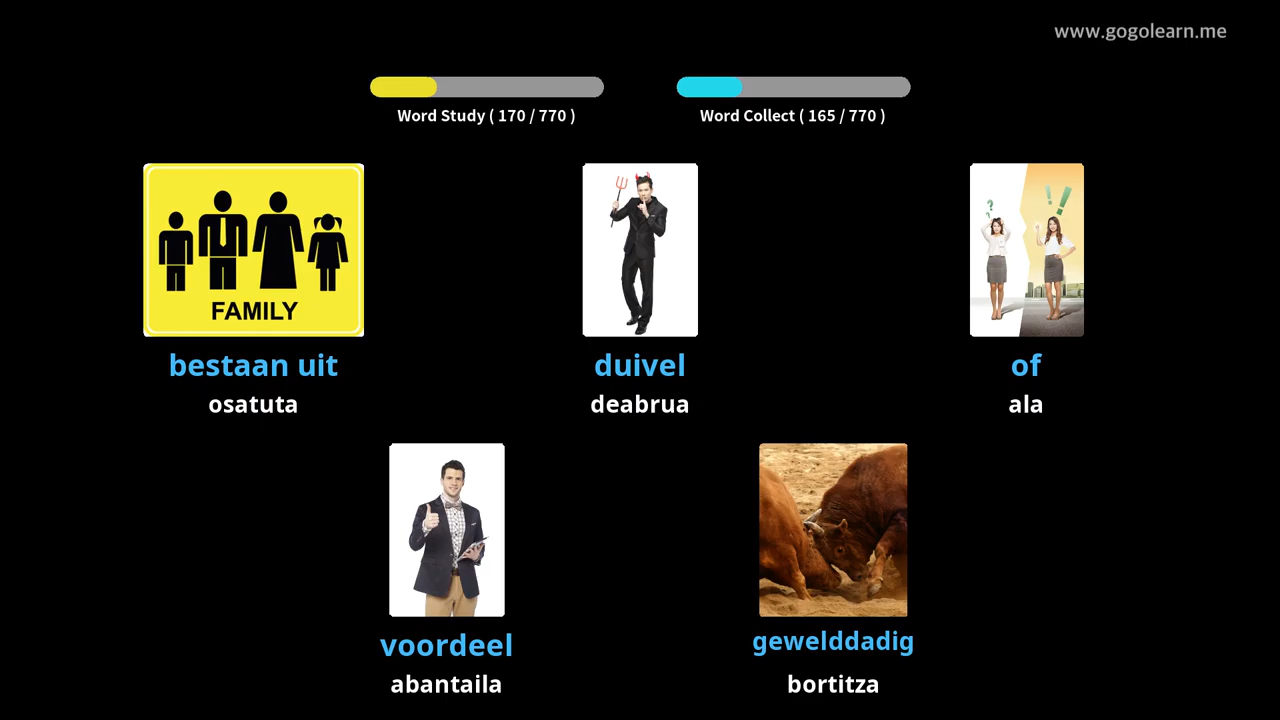 www.gogolearn.me
Word Study ( 170 / 770 )
Word Collect ( 165 / 770 )
FAMILY
bestaan uit
osatuta
duivel
deabrua
of
ala
voordeel
abantaila
gewelddadig
bortitza